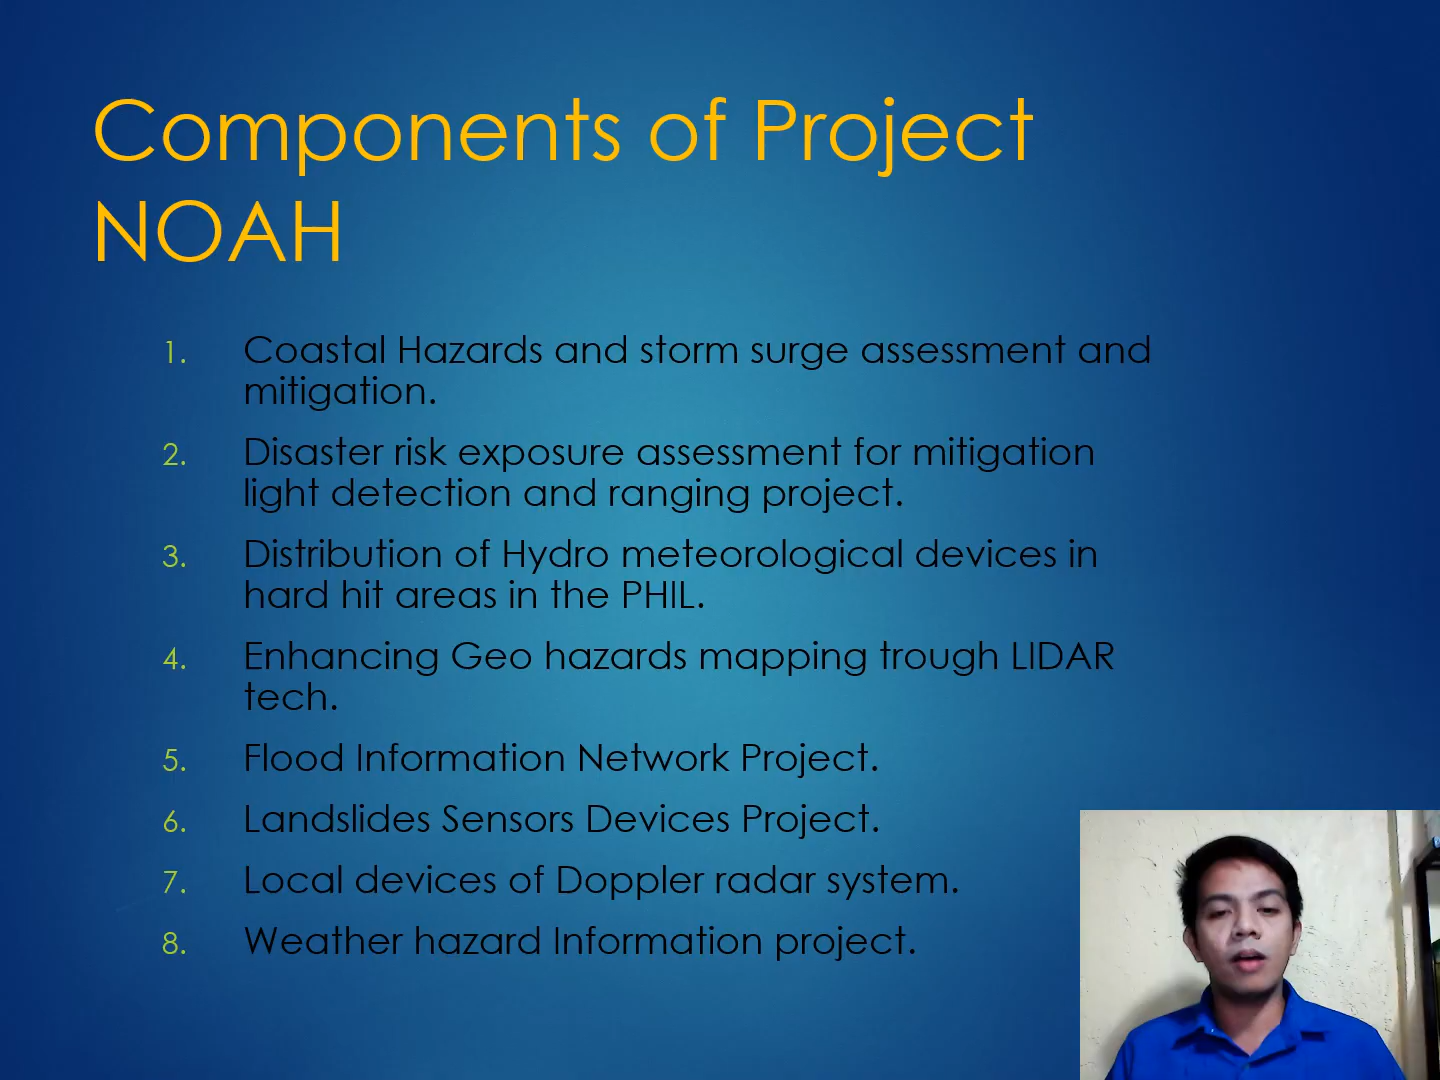 Components of Project
NOAH
1. Coastal Hazards and storm surge assessment and
mitigation.
2. Disaster risk exposure assessment for mitigation
light detection and ranging project.
3. Distribution of Hydro meteorological devices in
hard hit areas in the PHIL.
4. Enhancing Geo hazards mapping trough LIDAR
tech.
5. Flood Information Network Project.
6. Landslides Sensors Devices Project.
7. Local devices of Doppler radar system.
8. Weather hazard Information project.